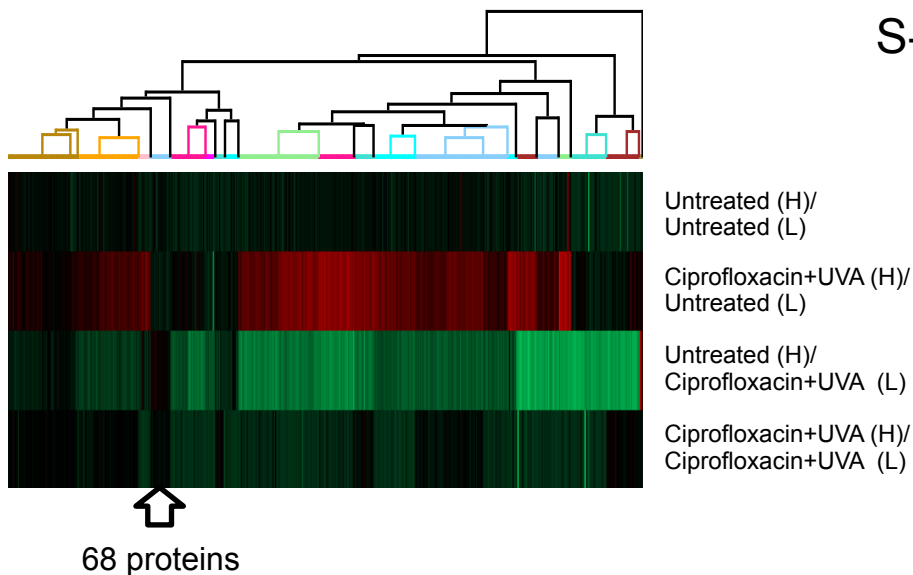 S-
Untreated (H)/
Untreated (L)
Ciprofloxacin+UVA (H)/
Untreated (L)
Untreated (H)/
Ciprofloxacin+UVA (L)
Ciprofloxacin+UVA (H)/
Ciprofloxacin+UVA (L)
68 proteins